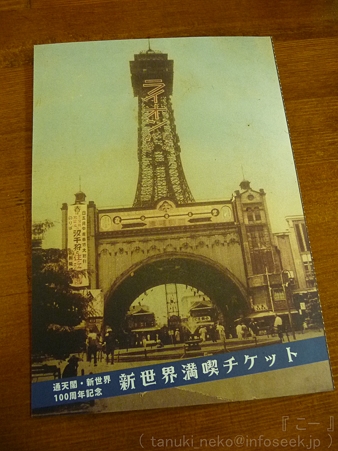 ライオン
通天閣・新世界
100周年記念
新世界満喫チケット
『こー』
( tanuki_neko@infoseek.jp )